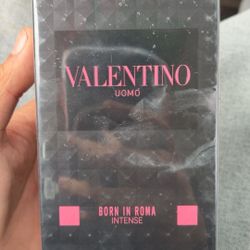 VALENTINO
UOMO
BORN IN ROMA
INTENSE